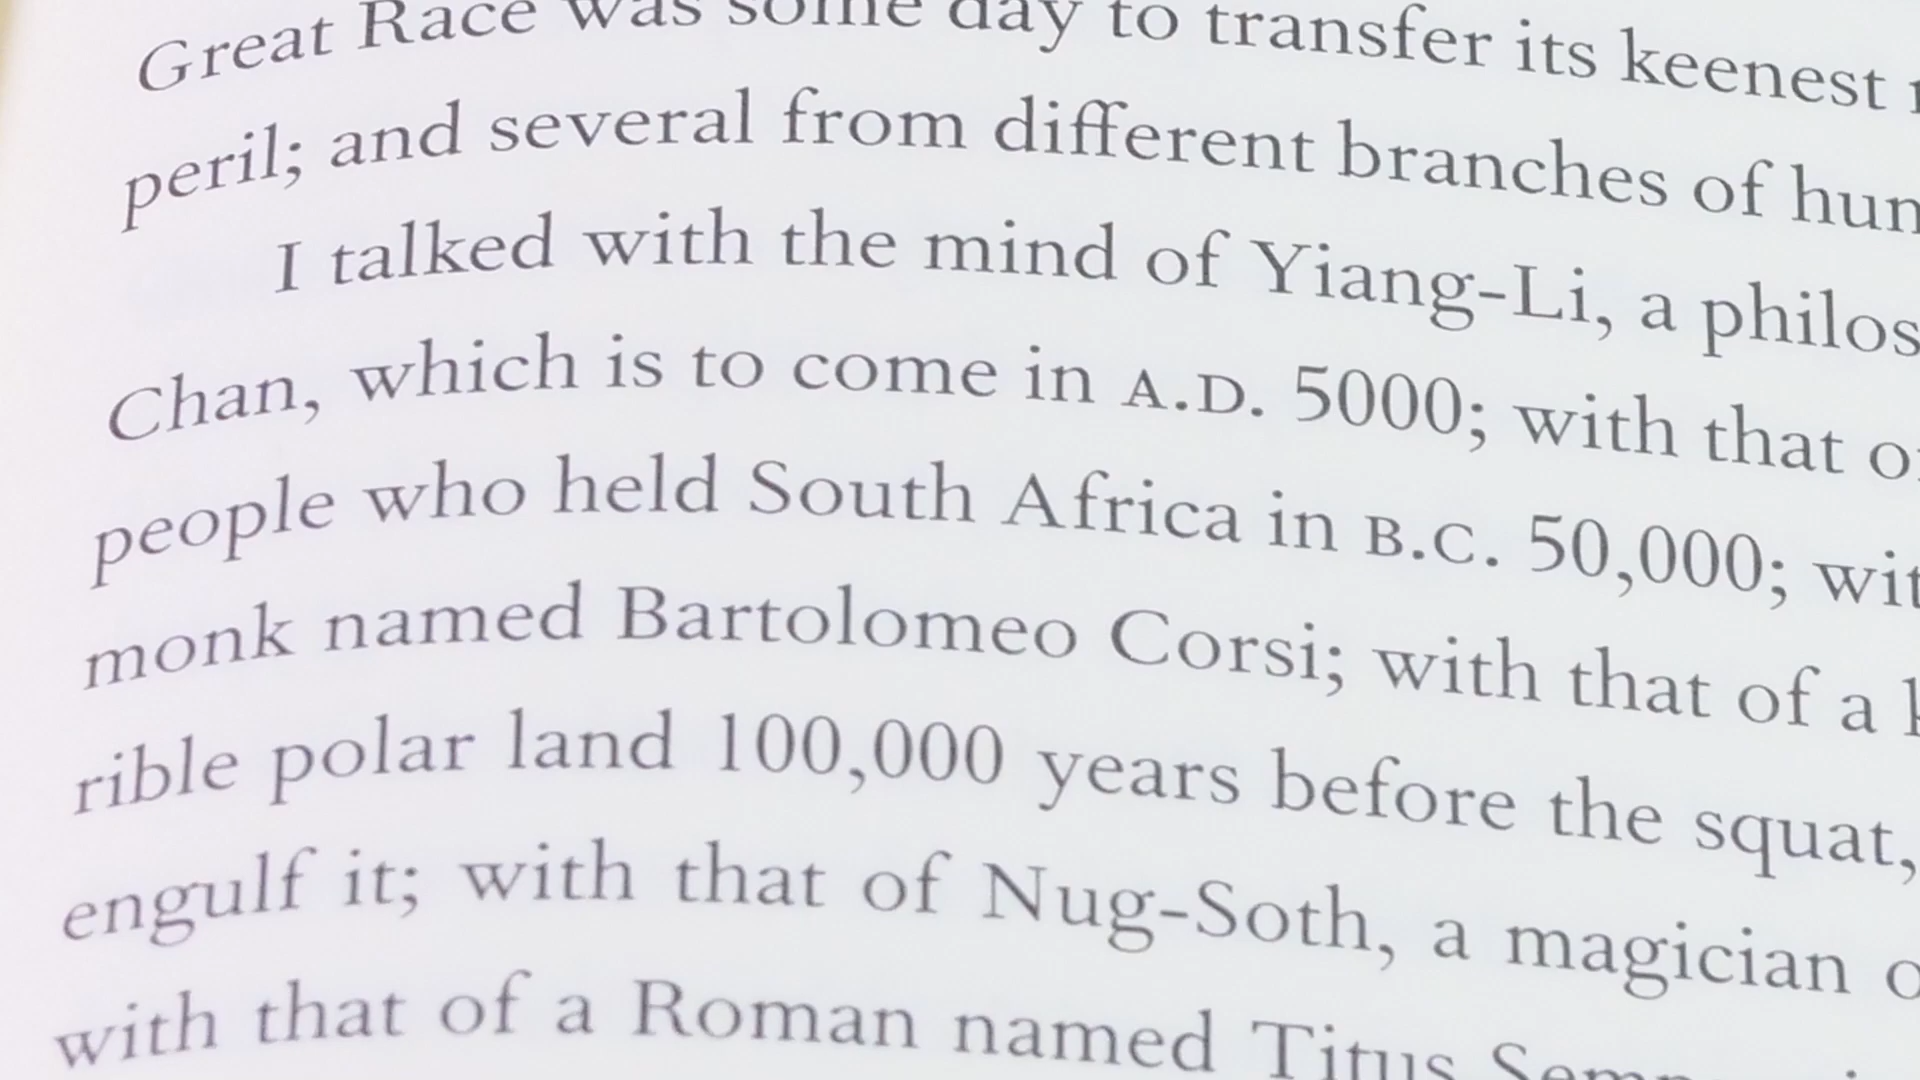 Great Race was some day to transfer its keenest
peril; and several from different branches of
I talked with the mind of Yiang-Li, a
Chan, which is to come in A.D. 5000; with that
people who held South Africa in B.C. 50,000;
monk named Bartolomeo Corsi; with that of a
rible polar land 100,000 years before the squat,
engulf it; with that of Nug-Soth, a magician
with that of a Roman named Titus